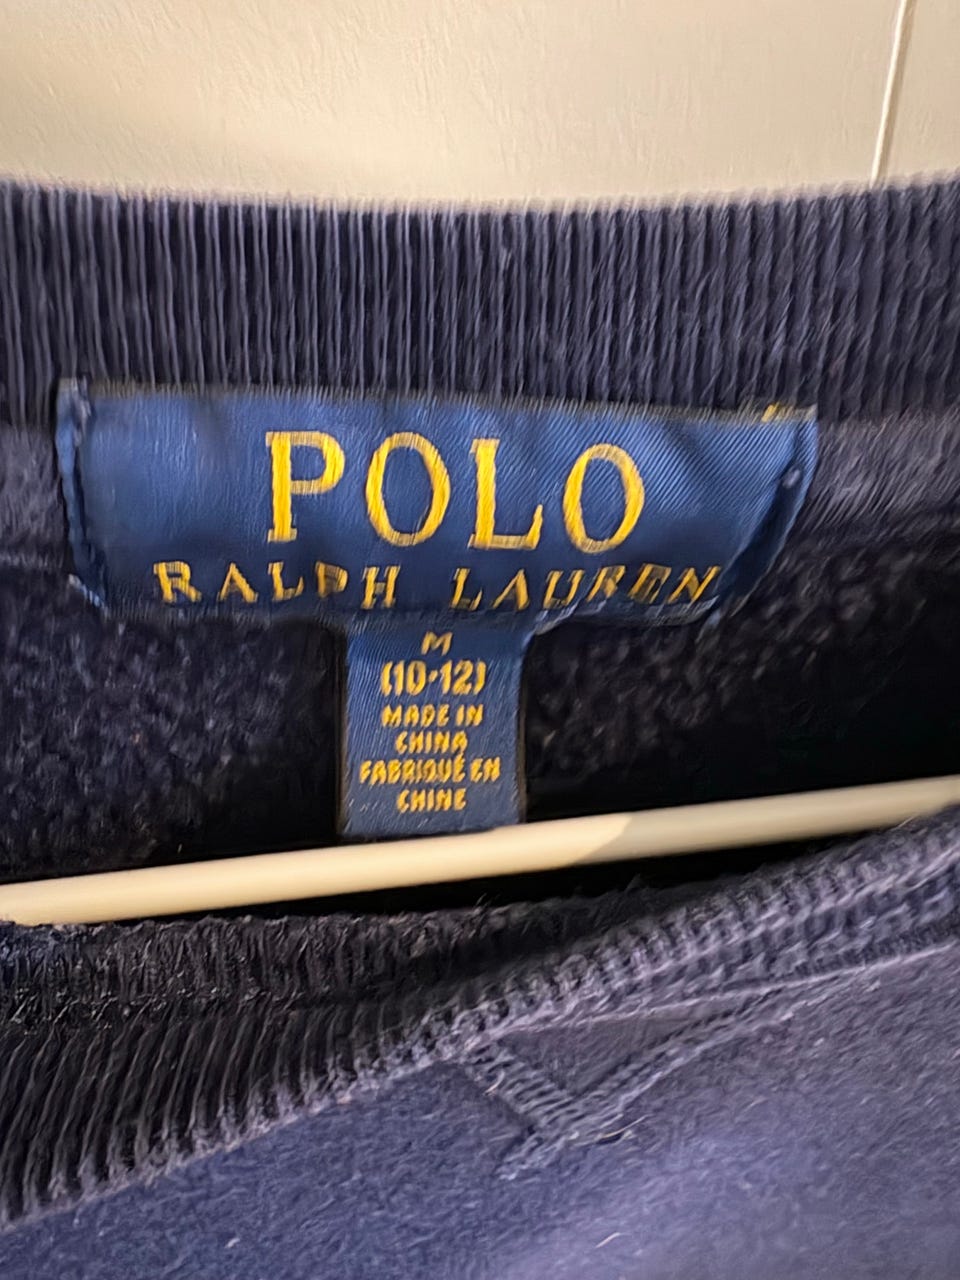 POLO
RALPH LAUREN
M
(10-12)
MADE IN
CHINA
FABRIQUÉ EN
CHINE